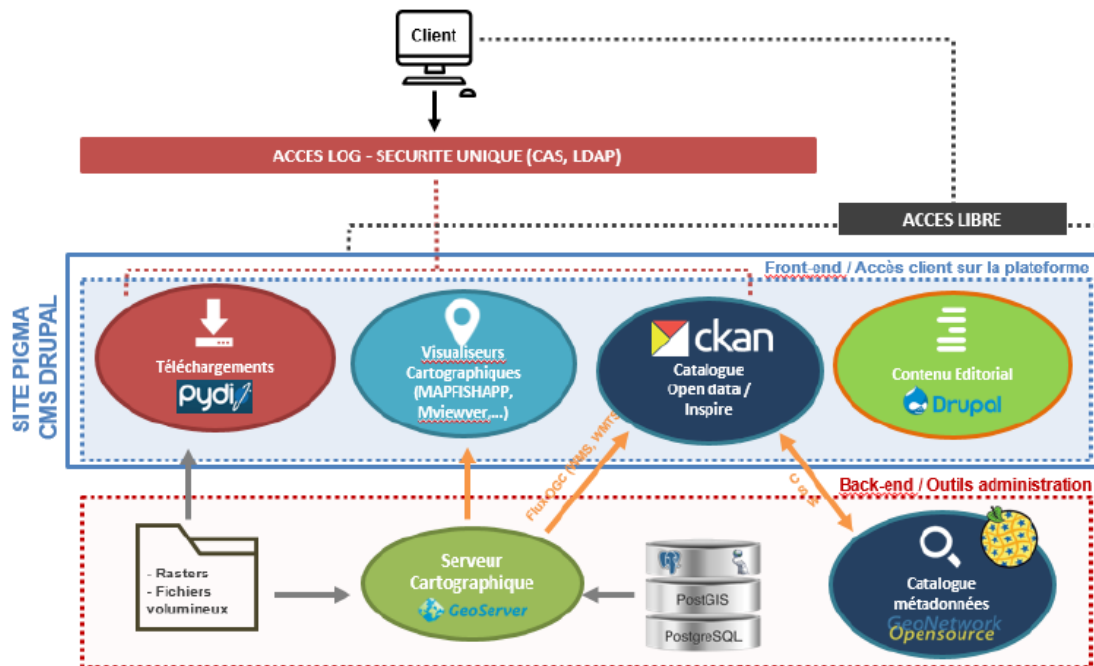 Client
ACCES LOG - SECURITE UNIQUE (CAS, LDAP)
ACCES LIBRE
SITE PIGMA
CMS DRUPAL
Front-end / Accès client sur la plateforme
Téléchargements
pydi
Visualiseurs
Cartographiques
(MAPFISHAPP,
Mviewver,...)
ckan
Catalogue
Open data /
Inspire
Contenu Editorial
Drupal
Flux OGC (WMS, WMTS
C S W
Back-end / Outils administration
- Rasters
- Fichiers
volumineux
Serveur
Cartographique
GeoServer
PostGIS
PostgreSQL
Catalogue
métadonnées
GeoNetwork
Opensource